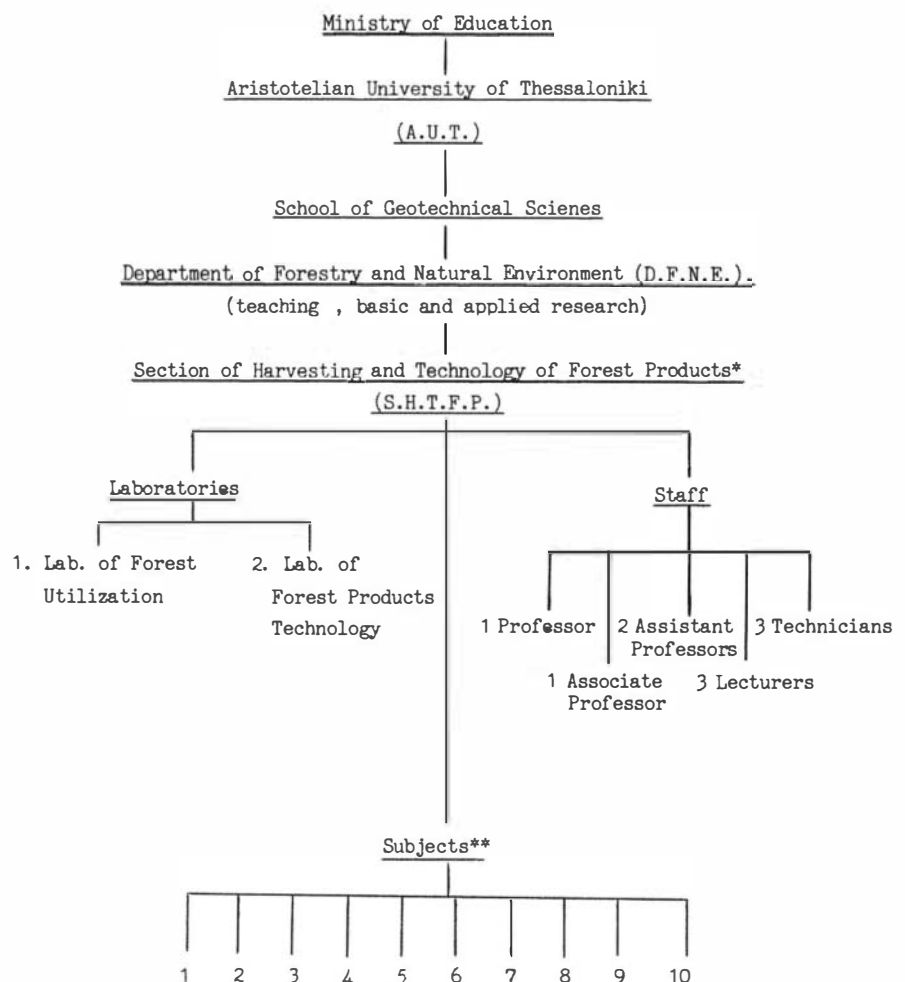 Ministry of Education
Aristotelian University of Thessaloniki
(A.U.T.)
School of Geotechnical Scienes
Department of Forestry and Natural Environment (D.F.N.E.).
(teaching , basic and applied research)
Section of Harvesting and Technology of Forest Products*
(S.H.T.F.P.)
Laboratories
1. Lab. of Forest
Utilization
2. Lab. of
Forest Products
Technology
Staff
1 Professor
1 Associate
Professor
2 Assistant
Professors
3 Lecturers
3 Technicians
Subjects**
1 2 3 4 5 6 7 8 9 10